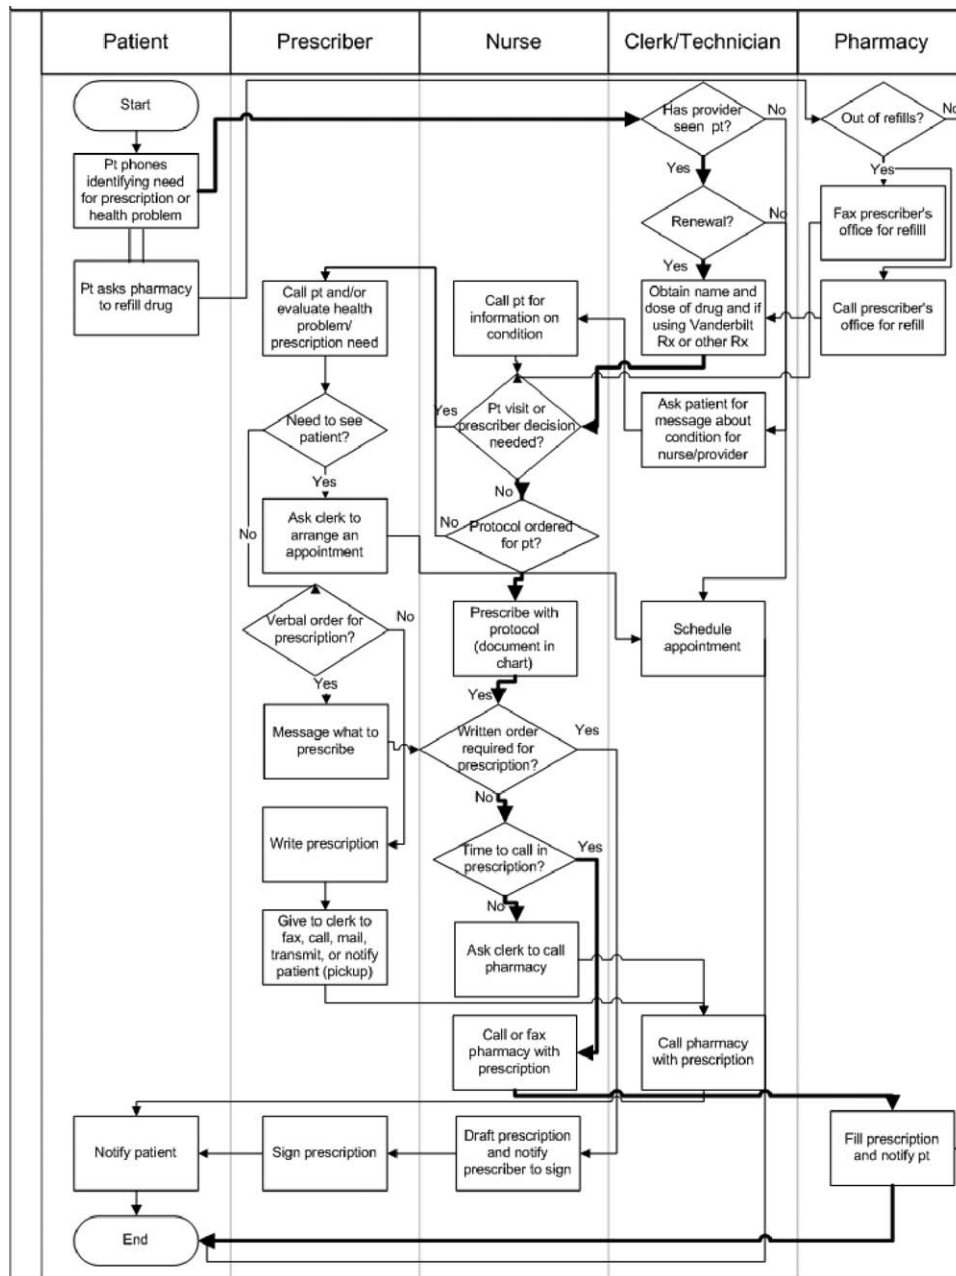 Patient
Prescriber
Nurse
Clerk/Technician
Pharmacy
Start
Has provider
seen pt?
No
Out of refills?
No
Pt phones
identifying need
for prescription or
health problem
Yes
Yes
Renewal?
No
Fax prescriber's
office for refilll
Pt asks pharmacy
to refill drug
Yes
Call pt and/or
evaluate health
problem/
prescription need
Call pt for
information on
condition
Obtain name and
dose of drug and if
using Vanderbilt
Rx or other Rx
Call prescriber's
office for refill
Need to see
patient?
Yes
Pt visit or
prescriber decision
needed?
Ask patient for
message about
condition for
nurse/provider
Yes
No
No
Ask clerk to
arrange an
appointment
No
Protocol ordered
for pt?
Verbal order for
prescription?
No
Prescribe with
protocol
(document in
chart)
Schedule
appointment
Yes
Yes
Message what to
prescribe
Written order
required for
prescription?
Yes
No
Write prescription
Time to call in
prescription?
Yes
No
Give to clerk to
fax, call, mail,
transmit, or notify
patient (pickup)
Ask clerk to call
pharmacy
Call or fax
pharmacy with
prescription
Call pharmacy
with prescription
Notify patient
Sign prescription
Draft prescription
and notify
prescriber to sign
Fill prescription
and notify pt
End